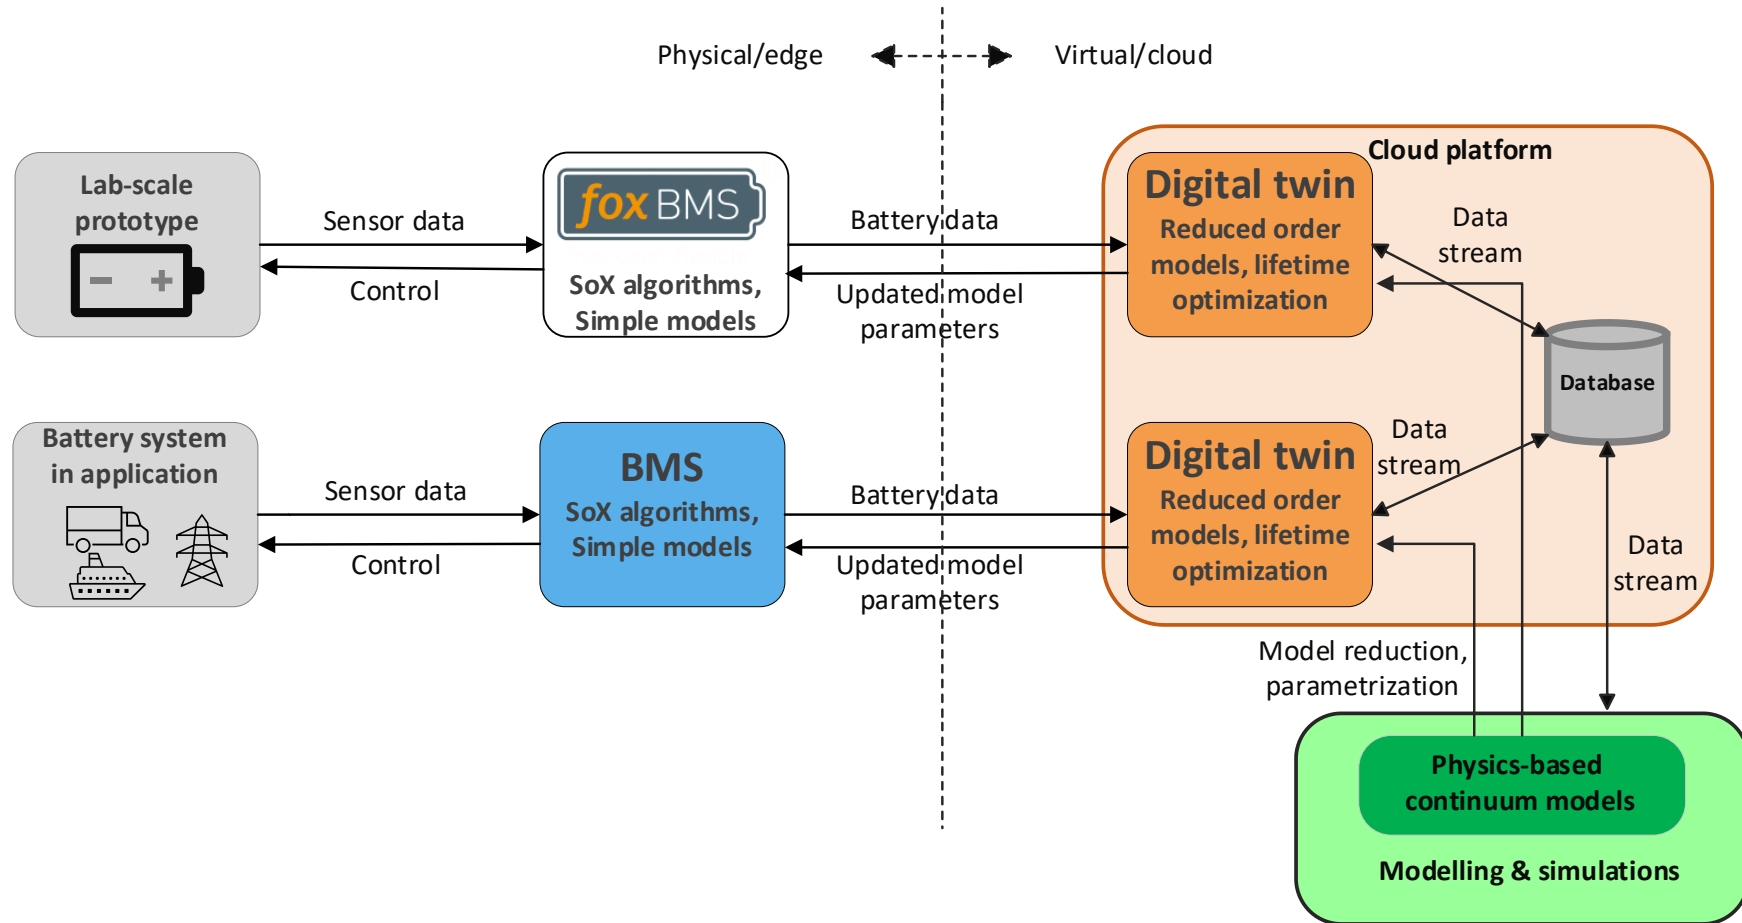 Physical/edge
Virtual/cloud
Cloud platform
Lab-scale
prototype
Sensor data
Control
fox BMS
SoX algorithms,
Simple models
Battery data
Updated model
parameters
Digital twin
Reduced order
models, lifetime
optimization
Data
stream
Database
Battery system
in application
Sensor data
Control
BMS
SoX algorithms,
Simple models
Battery data
Updated model
parameters
Digital twin
Reduced order
models, lifetime
optimization
Data
stream
Data
stream
Model reduction,
parametrization
Physics-based
continuum models
Modelling & simulations